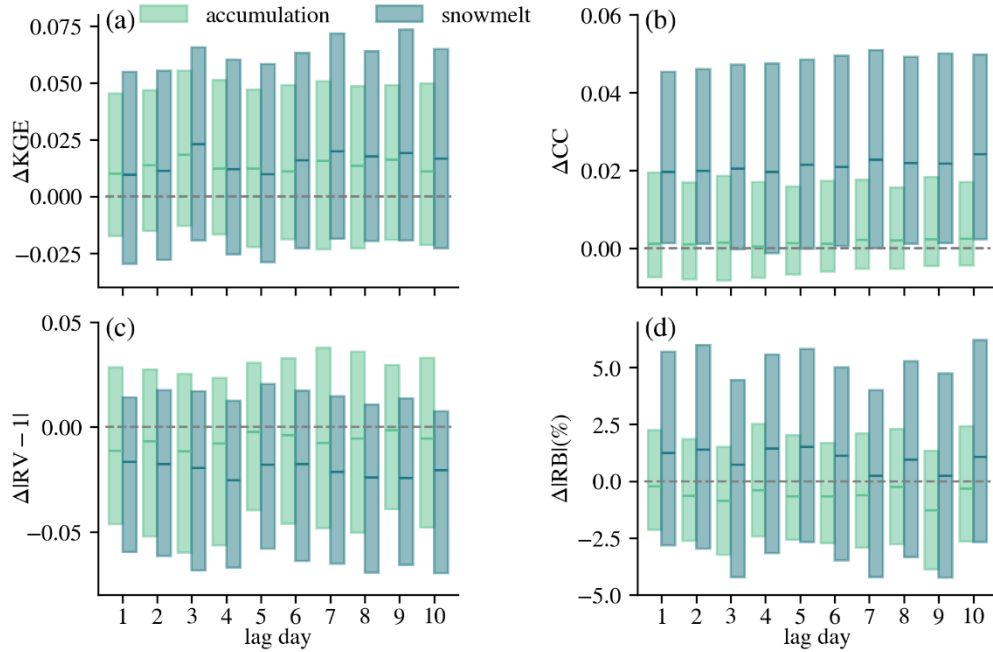 (a) accumulation snowmelt
0.075
0.050
0.025
0.000
−0.025
ΔKGE
(b)
0.06
0.04
0.02
0.00
ΔCC
(c)
0.05
0.00
−0.05
Δ|RV − 1|
1 2 3 4 5 6 7 8 9 10
lag day
(d)
5.0
2.5
0.0
−2.5
−5.0
Δ|RB|(%)
1 2 3 4 5 6 7 8 9 10
lag day